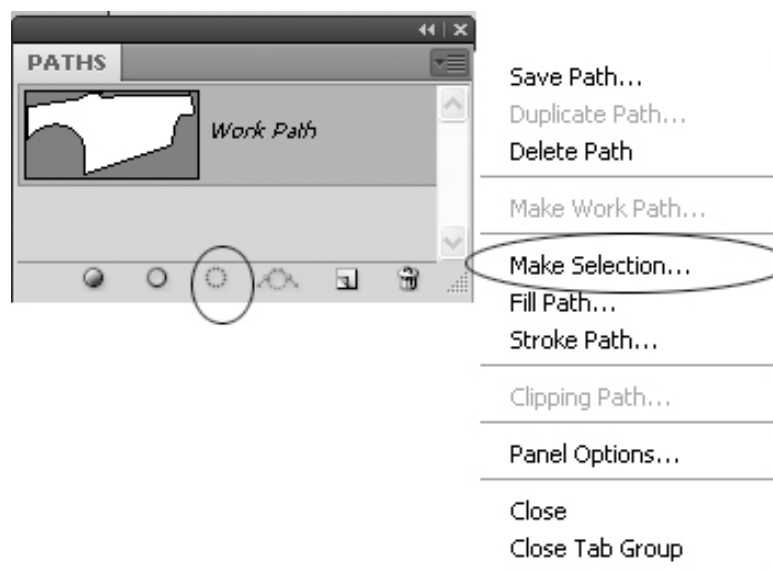 PATHS
Work Path
Save Path...
Duplicate Path...
Delete Path
Make Work Path...
Make Selection...
Fill Path...
Stroke Path...
Clipping Path...
Panel Options...
Close
Close Tab Group